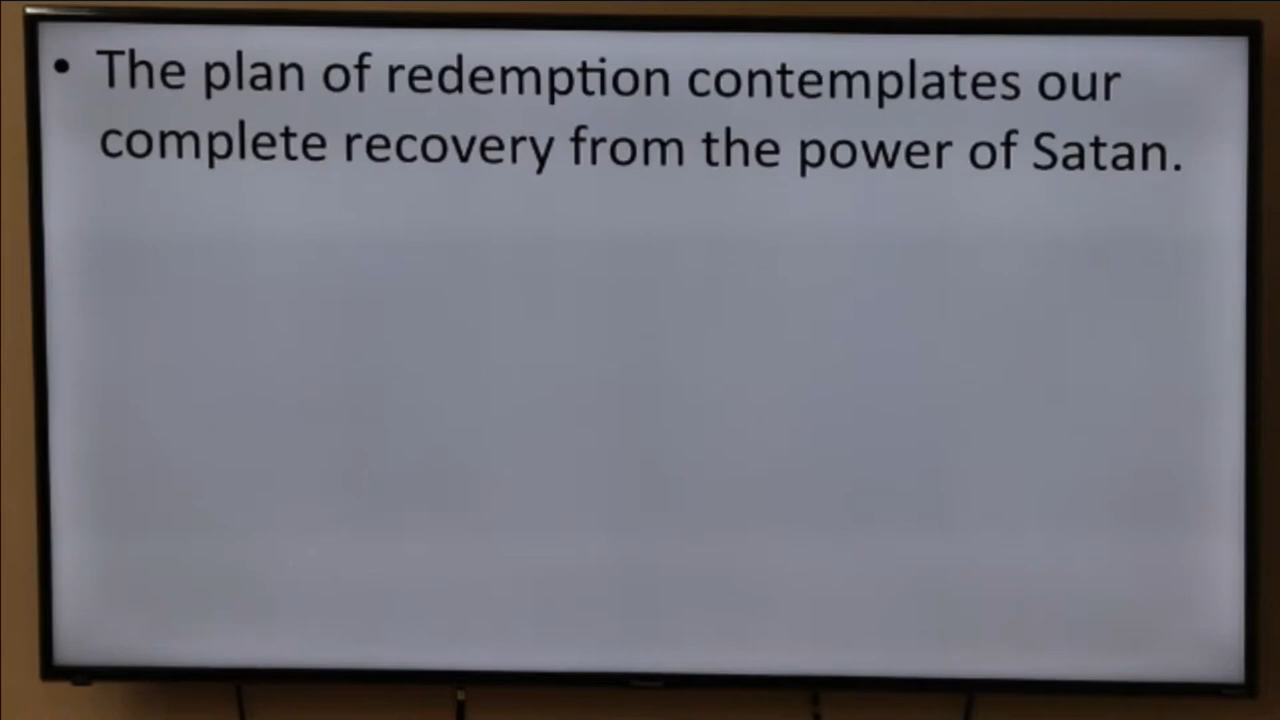 • The plan of redemption contemplates our
complete recovery from the power of Satan.